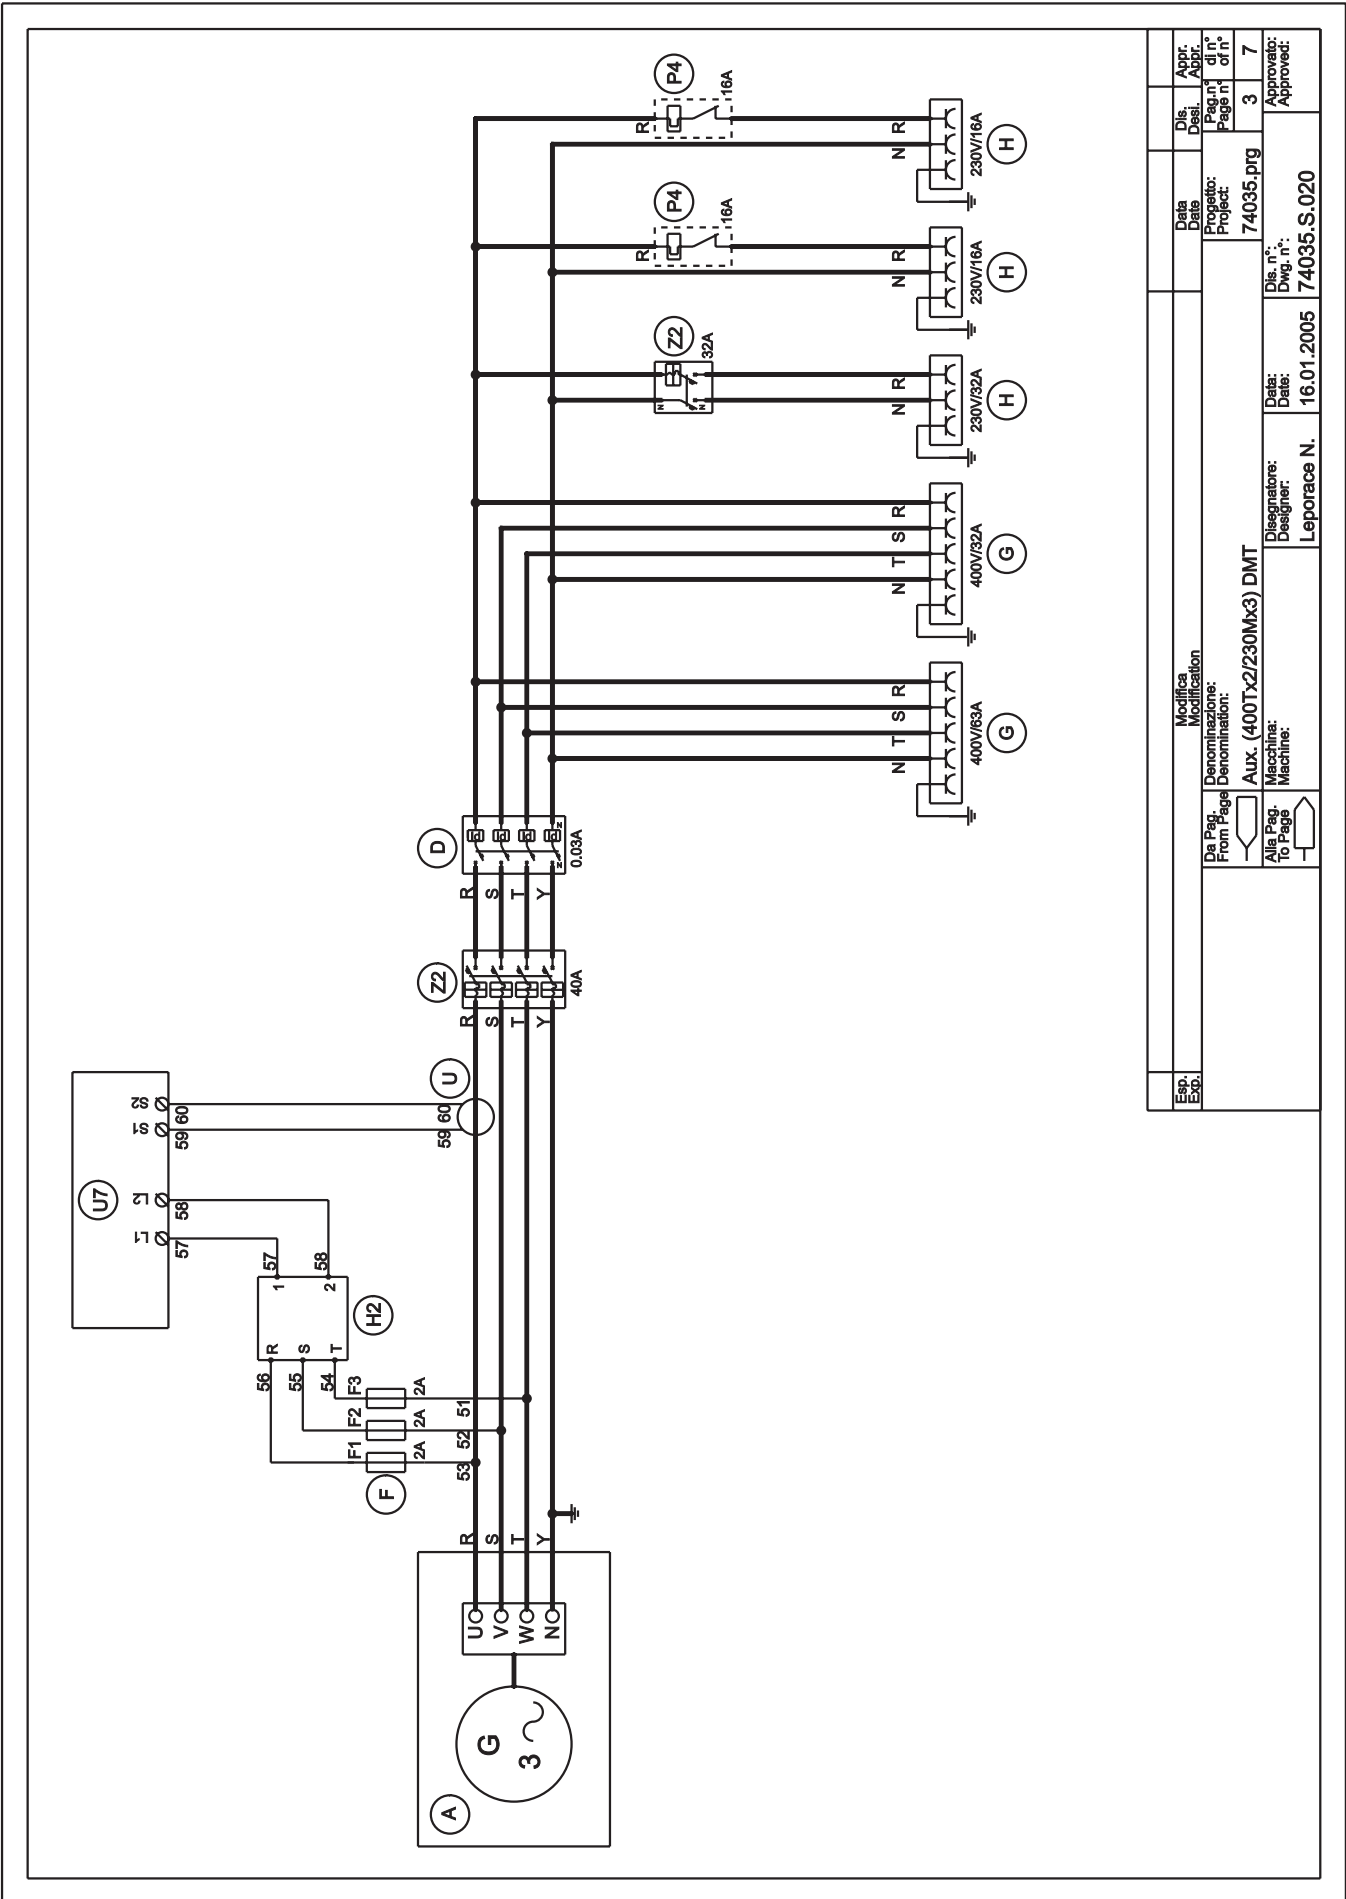 A
G
3
U
V
W
N
R
S
T
Y
F
F1
F2
F3
2A
2A
2A
53
52
51
56
55
54
R
S
T
1
2
H2
57
58
U7
L1
L2
S1
S2
57
58
59
60
59
60
U
R
S
T
Y
Z2
40A
R
S
T
Y
D
N
N
0.03A
N
T
S
R
400V/63A
G
N
T
S
R
400V/32A
G
Z2
N
N
32A
N
R
230V/32A
H
P4
R
16A
N
R
230V/16A
H
P4
R
16A
N
R
230V/16A
H
Esp.
Exp.
Modifica
Modification
Data
Date
Dis.
Desi.
Appr.
Appr.
Da Pag.
From Page
Denominazione:
Denomination:
Aux. (400Tx2/230Mx3) DMT
Progetto:
Project:
74035.prg
Pag.n°
Page n°
3
di n°
of n°
7
Alla Pag.
To Page
Macchina:
Machine:
Disegnatore:
Designer:
Leporace N.
Data:
Date:
16.01.2005
Dis. n°:
Dwg. n°:
74035.S.020
Approvato:
Approved: